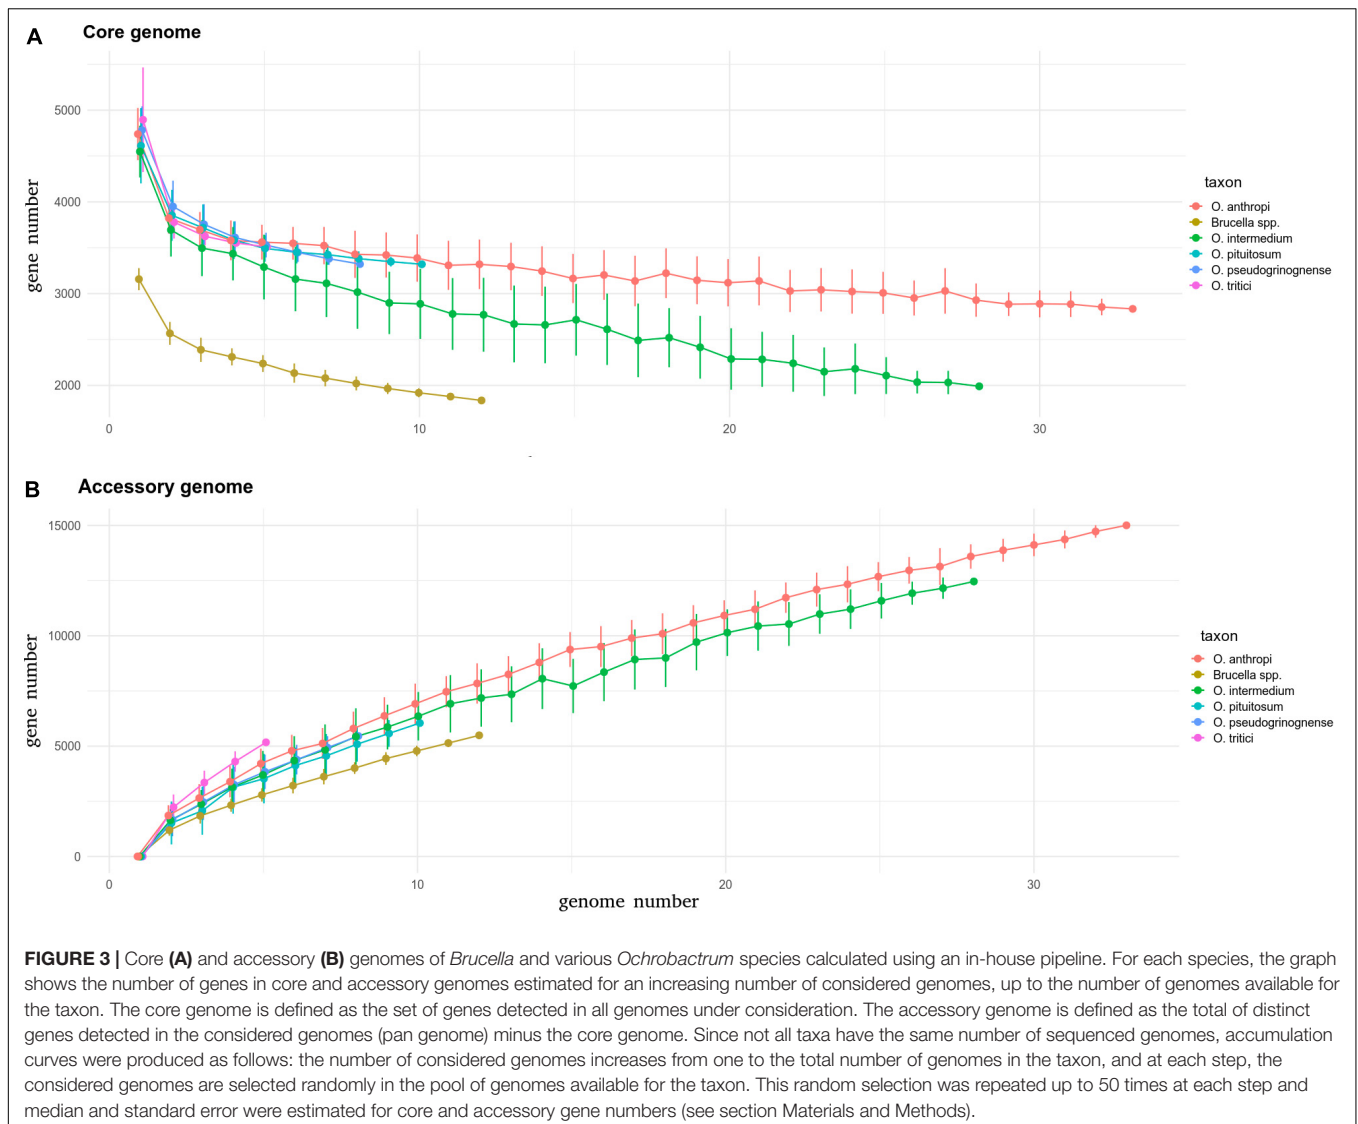 A Core genome
5000
4000
3000
2000
gene number
0 10 20 30
taxon
O. anthropi
Brucella spp.
O. intermedium
O. pituitosum
O. pseudogrinognense
O. tritici
B Accessory genome
15000
10000
5000
0
gene number
0 10 20 30
genome number
taxon
O. anthropi
Brucella spp.
O. intermedium
O. pituitosum
O. pseudogrinognense
O. tritici
FIGURE 3 | Core (A) and accessory (B) genomes of Brucella and various Ochrobactrum species calculated using an in-house pipeline. For each species, the graph
shows the number of genes in core and accessory genomes estimated for an increasing number of considered genomes, up to the number of genomes available for
the taxon. The core genome is defined as the set of genes detected in all genomes under consideration. The accessory genome is defined as the total of distinct
genes detected in the considered genomes (pan genome) minus the core genome. Since not all taxa have the same number of sequenced genomes, accumulation
curves were produced as follows: the number of considered genomes increases from one to the total number of genomes in the taxon, and at each step, the
considered genomes are selected randomly in the pool of genomes available for the taxon. This random selection was repeated up to 50 times at each step and
median and standard error were estimated for core and accessory gene numbers (see section Materials and Methods).